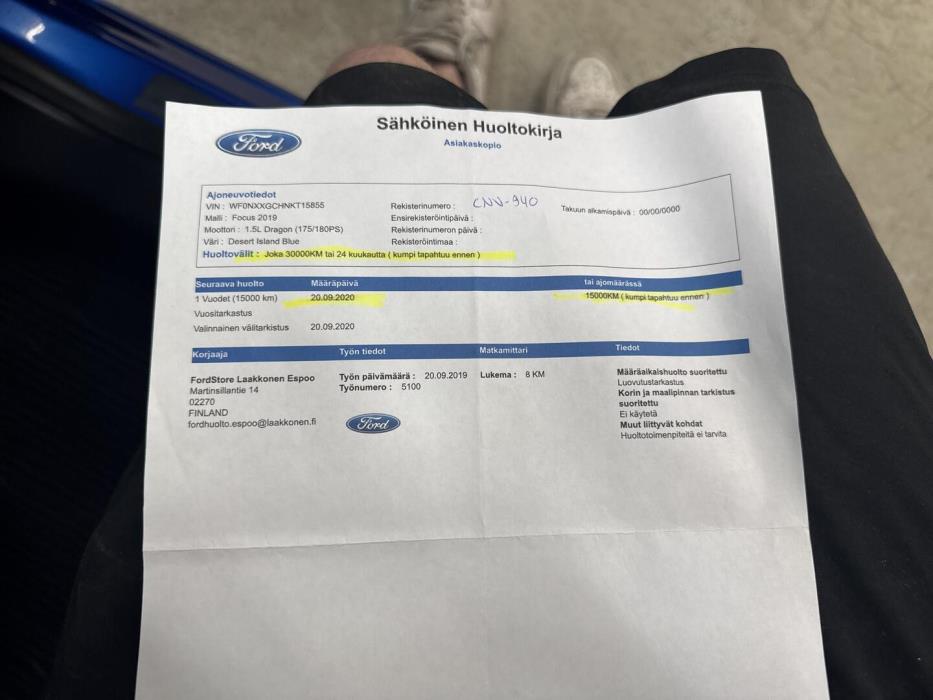 Ford
Sähköinen Huoltokirja
Asiakaskopio
Ajoneuvotiedot
VIN : WF0NXXGCHNKT15855
Malli : Focus 2019
Moottori : 1.5L Dragon (175/180PS)
Väri : Desert Island Blue
Rekisterinumero : CNV-940
Ensirekisteröintipäivä :
Rekisterinumeron päivä :
Rekisteröintimaa :
Takuun alkamispäivä : 00/00/0000
Huoltovälit : Joka 30000KM tai 24 kuukautta ( kumpi tapahtuu ennen )
Seuraava huolto Määräpäivä tai ajomäärässä
1 Vuodet (15000 km) 20.09.2020 15000KM ( kumpi tapahtuu ennen )
Vuositarkastus
Valinnainen välitarkistus 20.09.2020
Korjaaja Työn tiedot Matkamittari Tiedot
FordStore Laakkonen Espoo
Martinsillantie 14
02270
FINLAND
fordhuolto.espoo@laakkonen.fi
Työn päivämäärä : 20.09.2019
Työnumero : 5100
Ford
Lukema : 8 KM
Määräaikaishuolto suoritettu
Luovutustarkastus
Korin ja maalipinnan tarkistus
suoritettu
Ei käytetä
Muut liittyvät kohdat
Huoltotoimenpiteitä ei tarvita